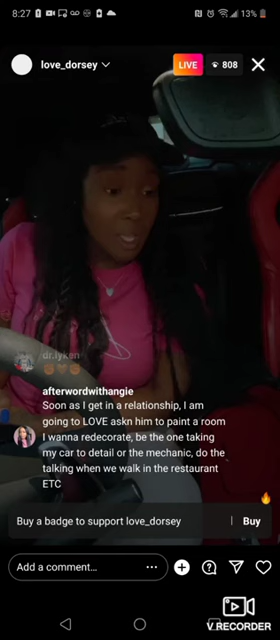 8:27
13%
love_dorsey
LIVE
808
dr.lyken
afterwordwithangie
Soon as I get in a relationship, I am
going to LOVE askn him to paint a room
I wanna redecorate, be the one taking
my car to detail or the mechanic, do the
talking when we walk in the restaurant
ETC
Buy a badge to support love_dorsey
Buy
Add a comment...
V RECORDER